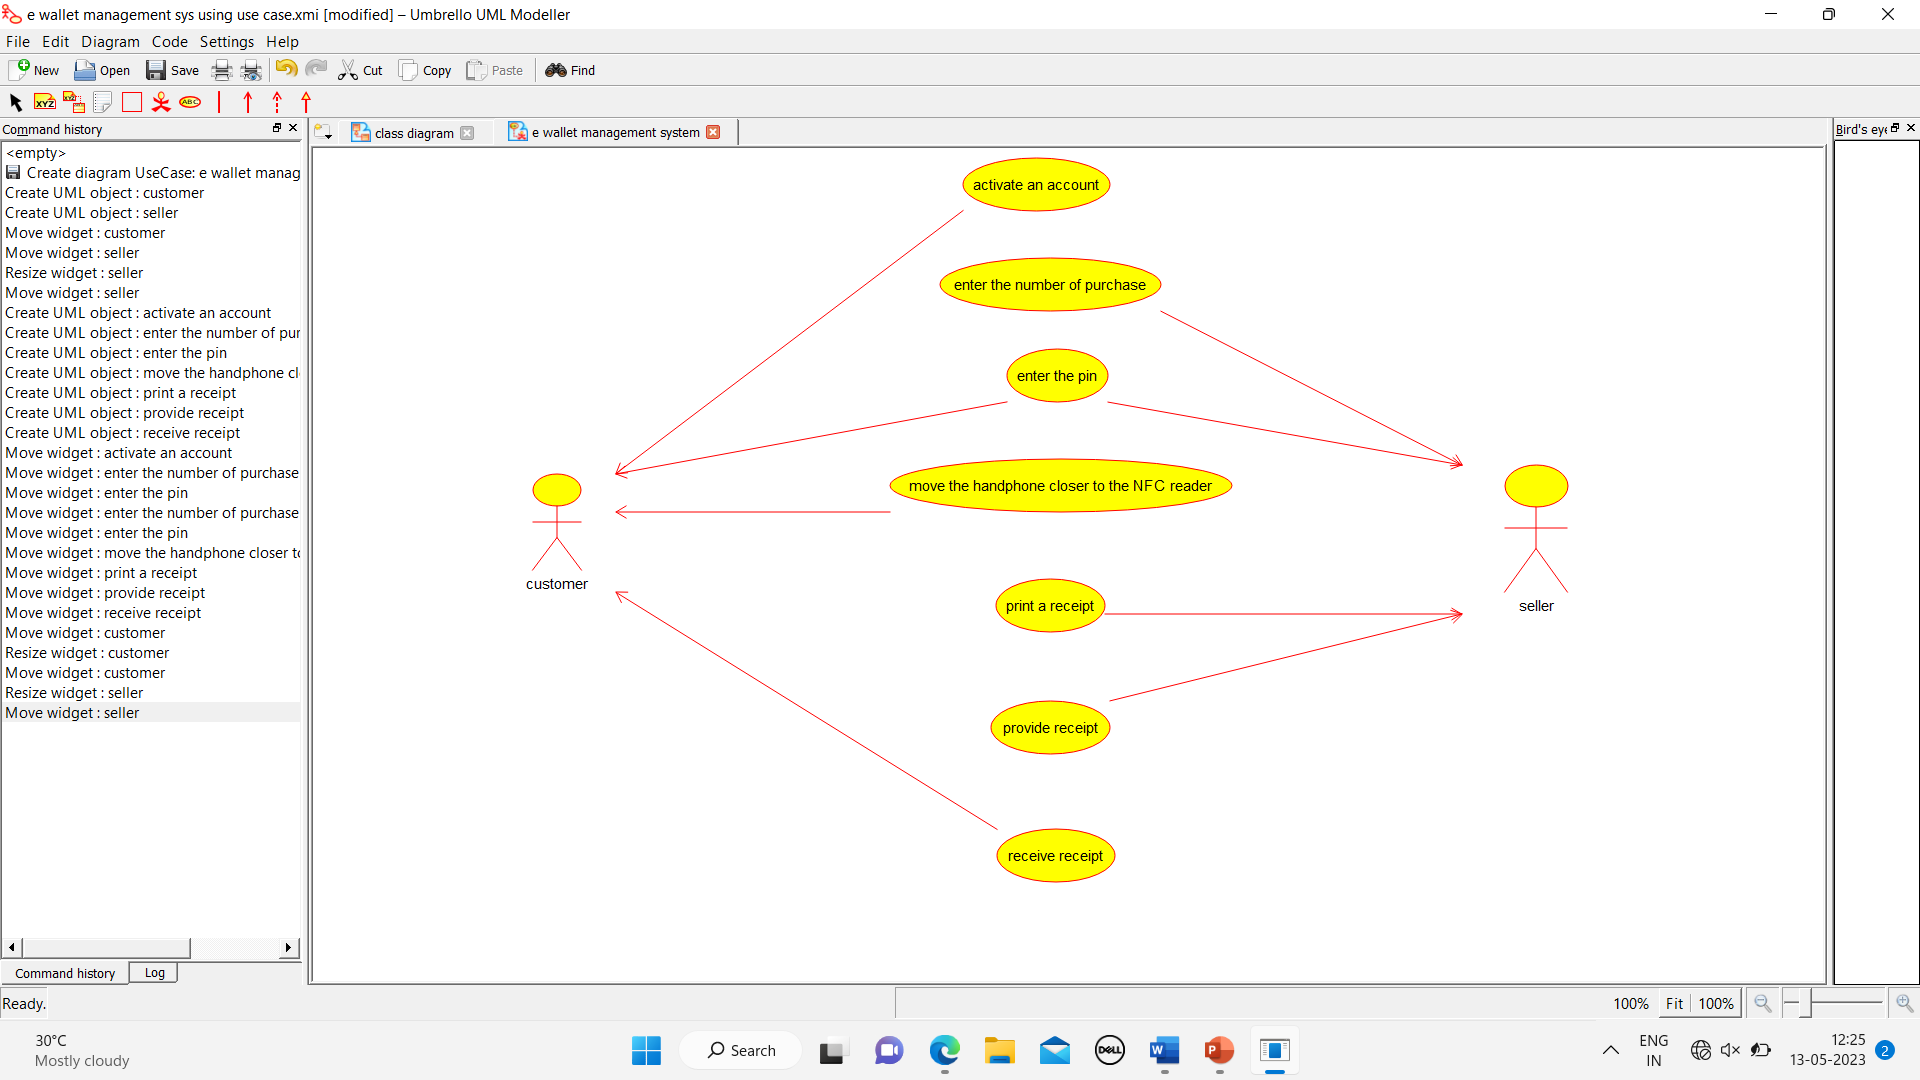 e wallet management sys using use case.xmi [modified] – Umbrello UML Modeller
File Edit Diagram Code Settings Help
New Open Save Cut Copy Paste Find
XYZ XYZ ABC
Command history
class diagram
e wallet management system
Bird's eye
<empty>
Create diagram UseCase: e wallet manag
Create UML object : customer
Create UML object : seller
Move widget : customer
Move widget : seller
Resize widget : seller
Move widget : seller
Create UML object : activate an account
Create UML object : enter the number of pur
Create UML object : enter the pin
Create UML object : move the handphone cl
Create UML object : print a receipt
Create UML object : provide receipt
Create UML object : receive receipt
Move widget : activate an account
Move widget : enter the number of purchase
Move widget : enter the pin
Move widget : enter the number of purchase
Move widget : enter the pin
Move widget : move the handphone closer to
Move widget : print a receipt
Move widget : provide receipt
Move widget : receive receipt
Move widget : customer
Resize widget : customer
Move widget : customer
Resize widget : seller
Move widget : seller
activate an account
enter the number of purchase
enter the pin
move the handphone closer to the NFC reader
customer
print a receipt
seller
provide receipt
receive receipt
Command history Log
Ready.
100% Fit 100%
30°C
Mostly cloudy
Search
DELL
W
P
ENG
IN
12:25
13-05-2023
2